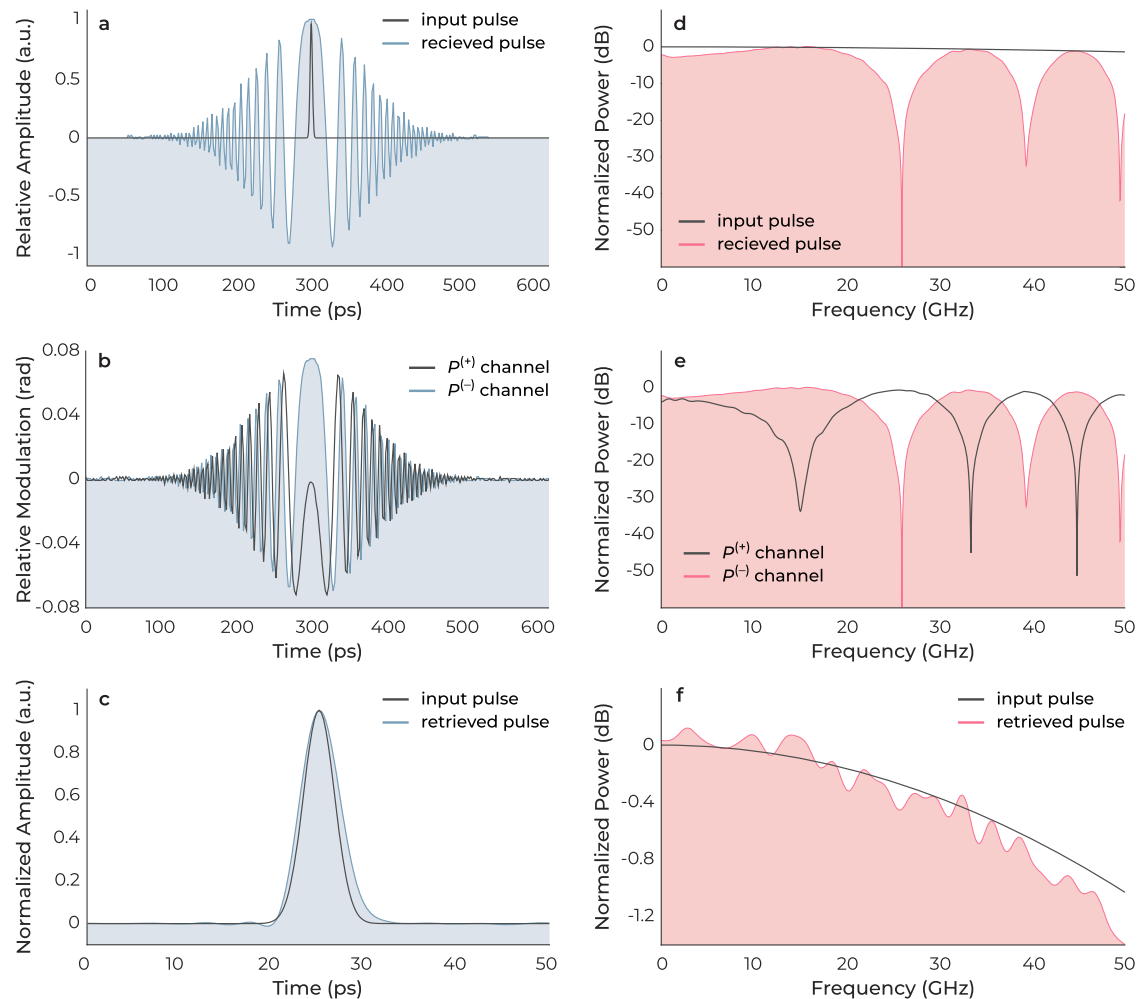 a
input pulse
recieved pulse
Relative Amplitude (a.u.)
1
0.5
0
-0.5
-1
0 100 200 300 400 500 600
Time (ps)
d
input pulse
recieved pulse
Normalized Power (dB)
0
-10
-20
-30
-40
-50
0 10 20 30 40 50
Frequency (GHz)
b
P(+) channel
P(–) channel
Relative Modulation (rad)
0.08
0.04
0
-0.04
-0.08
0 100 200 300 400 500 600
Time (ps)
e
P(+) channel
P(–) channel
Normalized Power (dB)
0
-10
-20
-30
-40
-50
0 10 20 30 40 50
Frequency (GHz)
c
input pulse
retrieved pulse
Normalized Amplitude (a.u.)
1
0.8
0.6
0.4
0.2
0
0 10 20 30 40 50
Time (ps)
f
input pulse
retrieved pulse
Normalized Power (dB)
0
-0.4
-0.8
-1.2
0 10 20 30 40 50
Frequency (GHz)